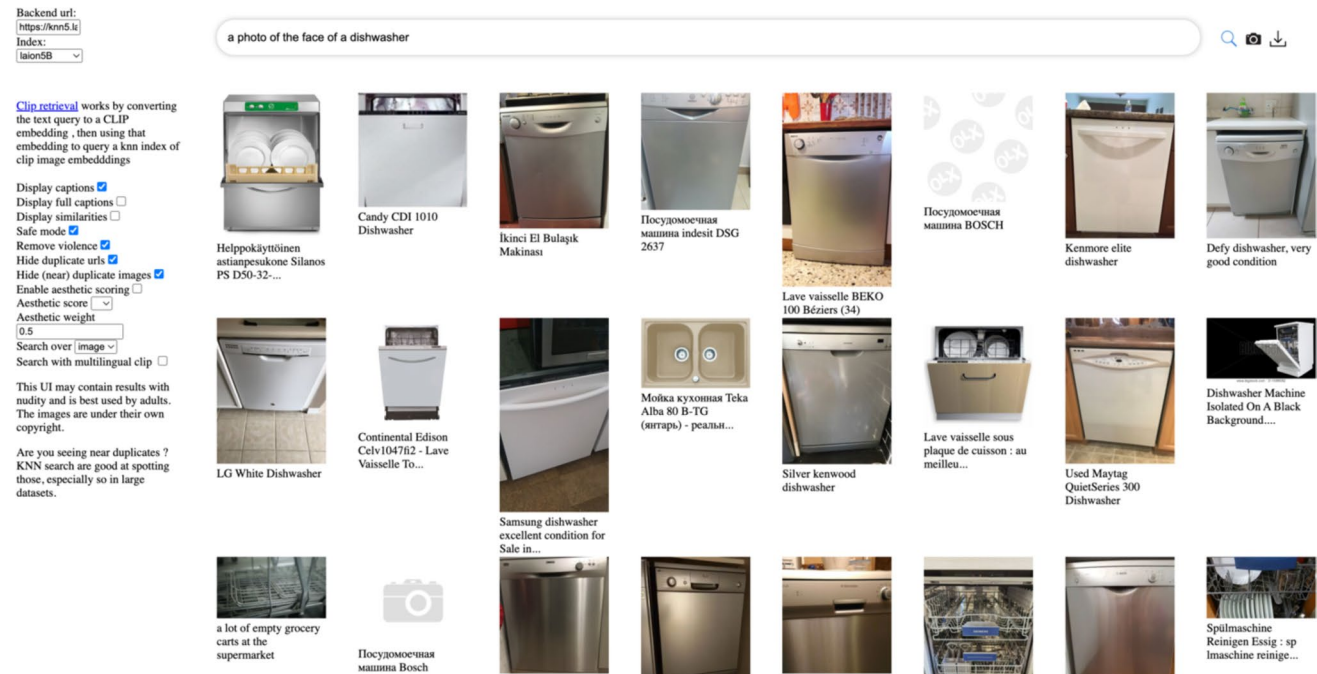 Backend url:
https://knn5.la
Index:
laion5B
a photo of the face of a dishwasher
Clip retrieval works by converting
the text query to a CLIP
embedding , then using that
embedding to query a knn index of
clip image embedddings
Display captions
Display full captions
Display similarities
Safe mode
Remove violence
Hide duplicate urls
Hide (near) duplicate images
Enable aesthetic scoring
Aesthetic score
Aesthetic weight
0.5
Search over image
Search with multilingual clip
This UI may contain results with
nudity and is best used by adults.
The images are under their own
copyright.
Are you seeing near duplicates ?
KNN search are good at spotting
those, especially so in large
datasets.
Helppokäyttöinen
astianpesukone Silanos
PS D50-32-...
Candy CDI 1010
Dishwasher
İkinci El Bulaşık
Makinası
Посудомоечная
машина indesit DSG
2637
Lave vaisselle BEKO
100 Béziers (34)
OLX
OLX
OLX
Посудомоечная
машина BOSCH
Kenmore elite
dishwasher
Defy dishwasher, very
good condition
LG White Dishwasher
Continental Edison
Celv1047fi2 - Lave
Vaisselle To...
Samsung dishwasher
excellent condition for
Sale in...
Мойка кухонная Teka
Alba 80 B-TG
(янтарь) - реальн...
Silver kenwood
dishwasher
Lave vaisselle sous
plaque de cuisson : au
meilleu...
Used Maytag
QuietSeries 300
Dishwasher
Dishwasher Machine
Isolated On A Black
Background....
a lot of empty grocery
carts at the
supermarket
Посудомоечная
машина Bosch
Spülmaschine
Reinigen Essig : sp
lmaschine reinige...